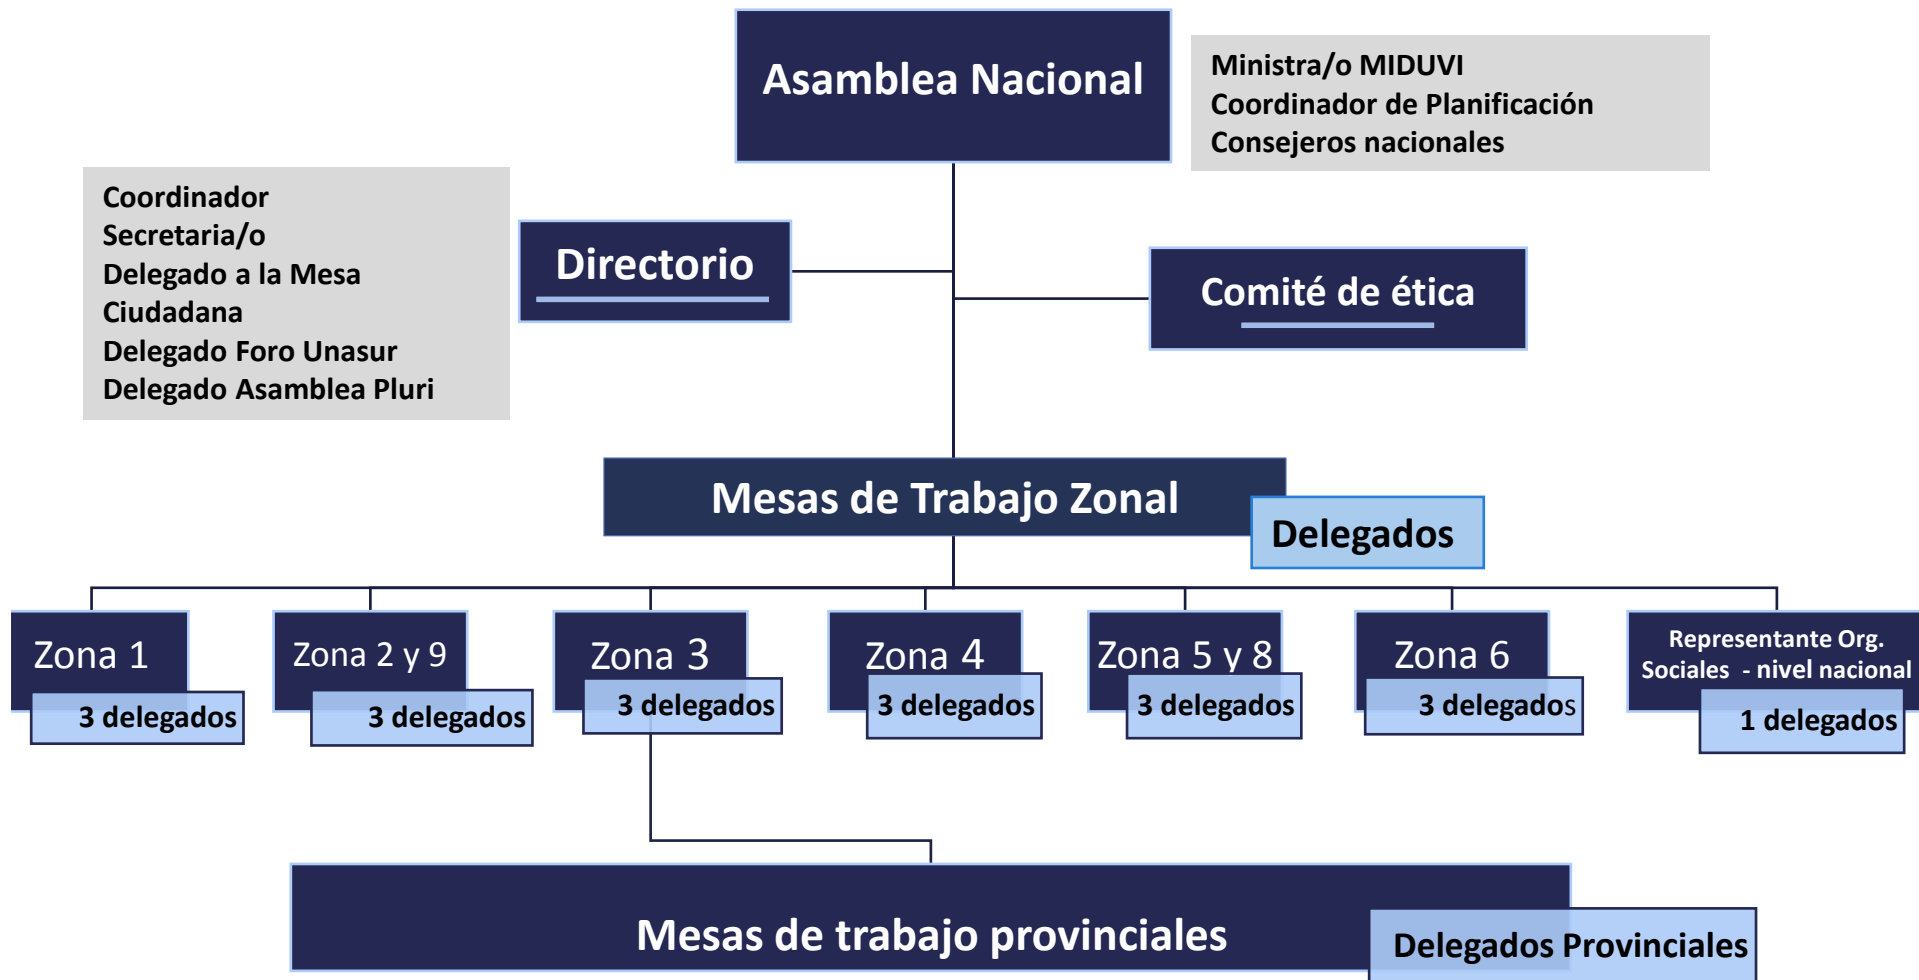 Asamblea Nacional
Ministra/o MIDUVI
Coordinador de Planificación
Consejeros nacionales
Coordinador
Secretaria/o
Delegado a la Mesa
Ciudadana
Delegado Foro Unasur
Delegado Asamblea Pluri
Directorio
Comité de ética
Mesas de Trabajo Zonal
Delegados
Zona 1
3 delegados
Zona 2 y 9
3 delegados
Zona 3
3 delegados
Zona 4
3 delegados
Zona 5 y 8
3 delegados
Zona 6
3 delegados
Representante Org.
Sociales - nivel nacional
1 delegados
Mesas de trabajo provinciales
Delegados Provinciales